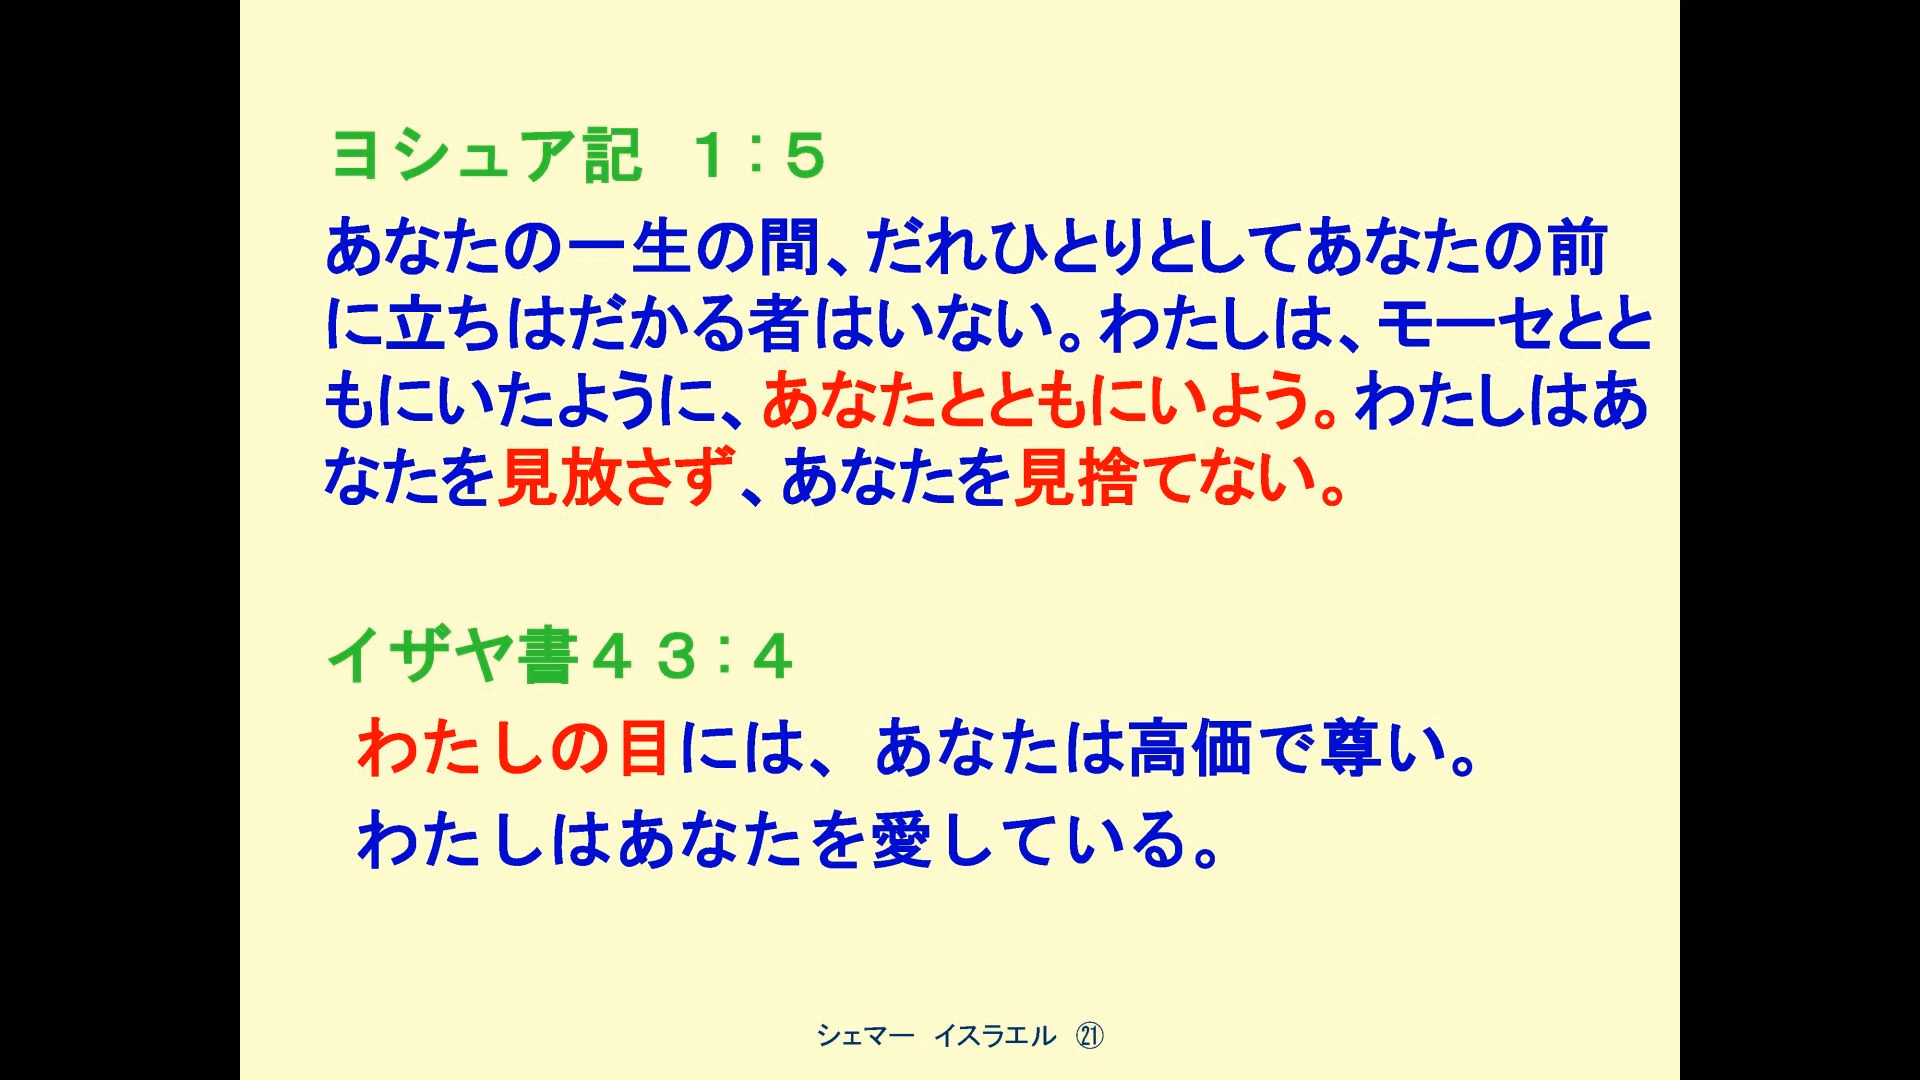 ヨシュア記　１：５
あなたの一生の間、だれひとりとしてあなたの前
に立ちはだかる者はいない。わたしは、モーセとと
もにいたように、あなたとともにいよう。わたしはあ
なたを見放さず、あなたを見捨てない。
イザヤ書４３：４
わたしの目には、あなたは高価で尊い。
わたしはあなたを愛している。
シェマー　イスラエル　㉑